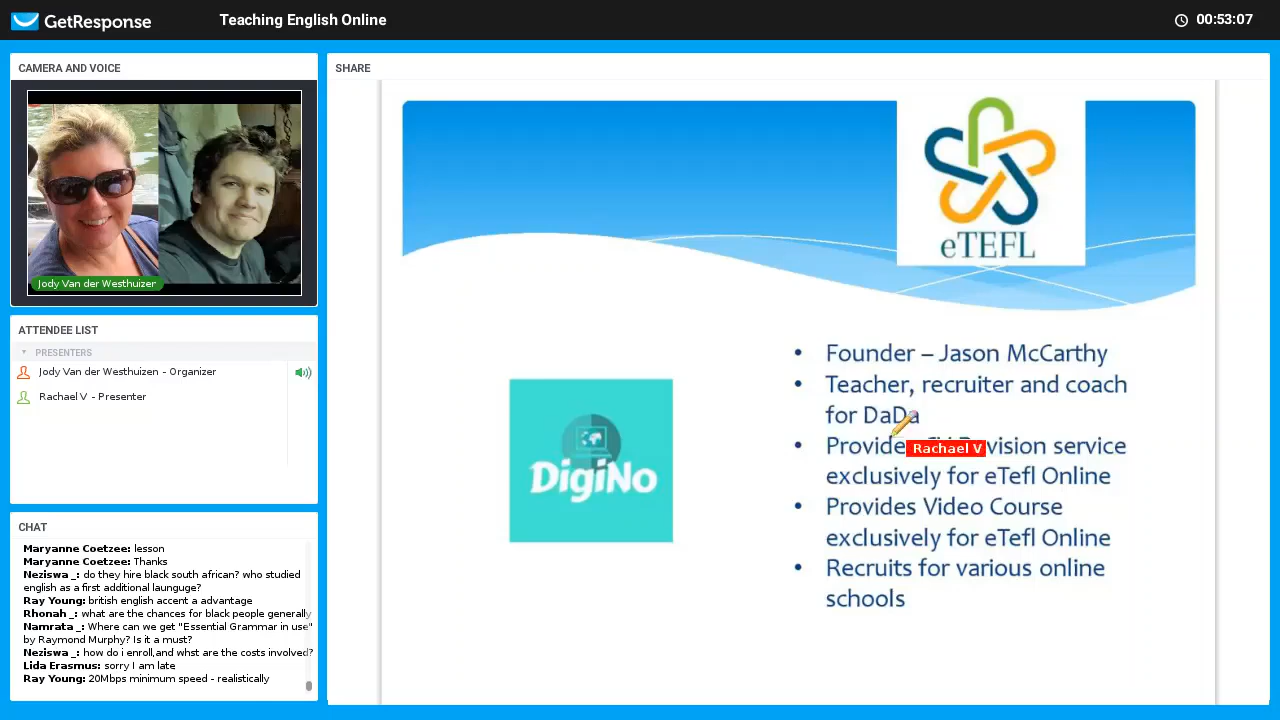 GetResponse
Teaching English Online
00:53:07
CAMERA AND VOICE
Jody Van der Westhuizer
ATTENDEE LIST
PRESENTERS
Jody Van der Westhuizen - Organizer
Rachael V - Presenter
CHAT
Maryanne Coetzee: lesson
Maryanne Coetzee: Thanks
Neziswa _: do they hire black south african? who studied
english as a first additional launguge?
Ray Young: british english accent a advantage
Rhonah _: what are the chances for black people generally
Namrata _: Where can we get "Essential Grammar in use"
by Raymond Murphy? Is it a must?
Neziswa _: how do i enroll,and whst are the costs involved?
Lida Erasmus: sorry I am late
Ray Young: 20Mbps minimum speed - realistically
SHARE
eTEFL
DigiNo
• Founder – Jason McCarthy
• Teacher, recruiter and coach
for DaDa
• Provide vision service
Rachael V
exclusively for eTefl Online
• Provides Video Course
exclusively for eTefl Online
• Recruits for various online
schools